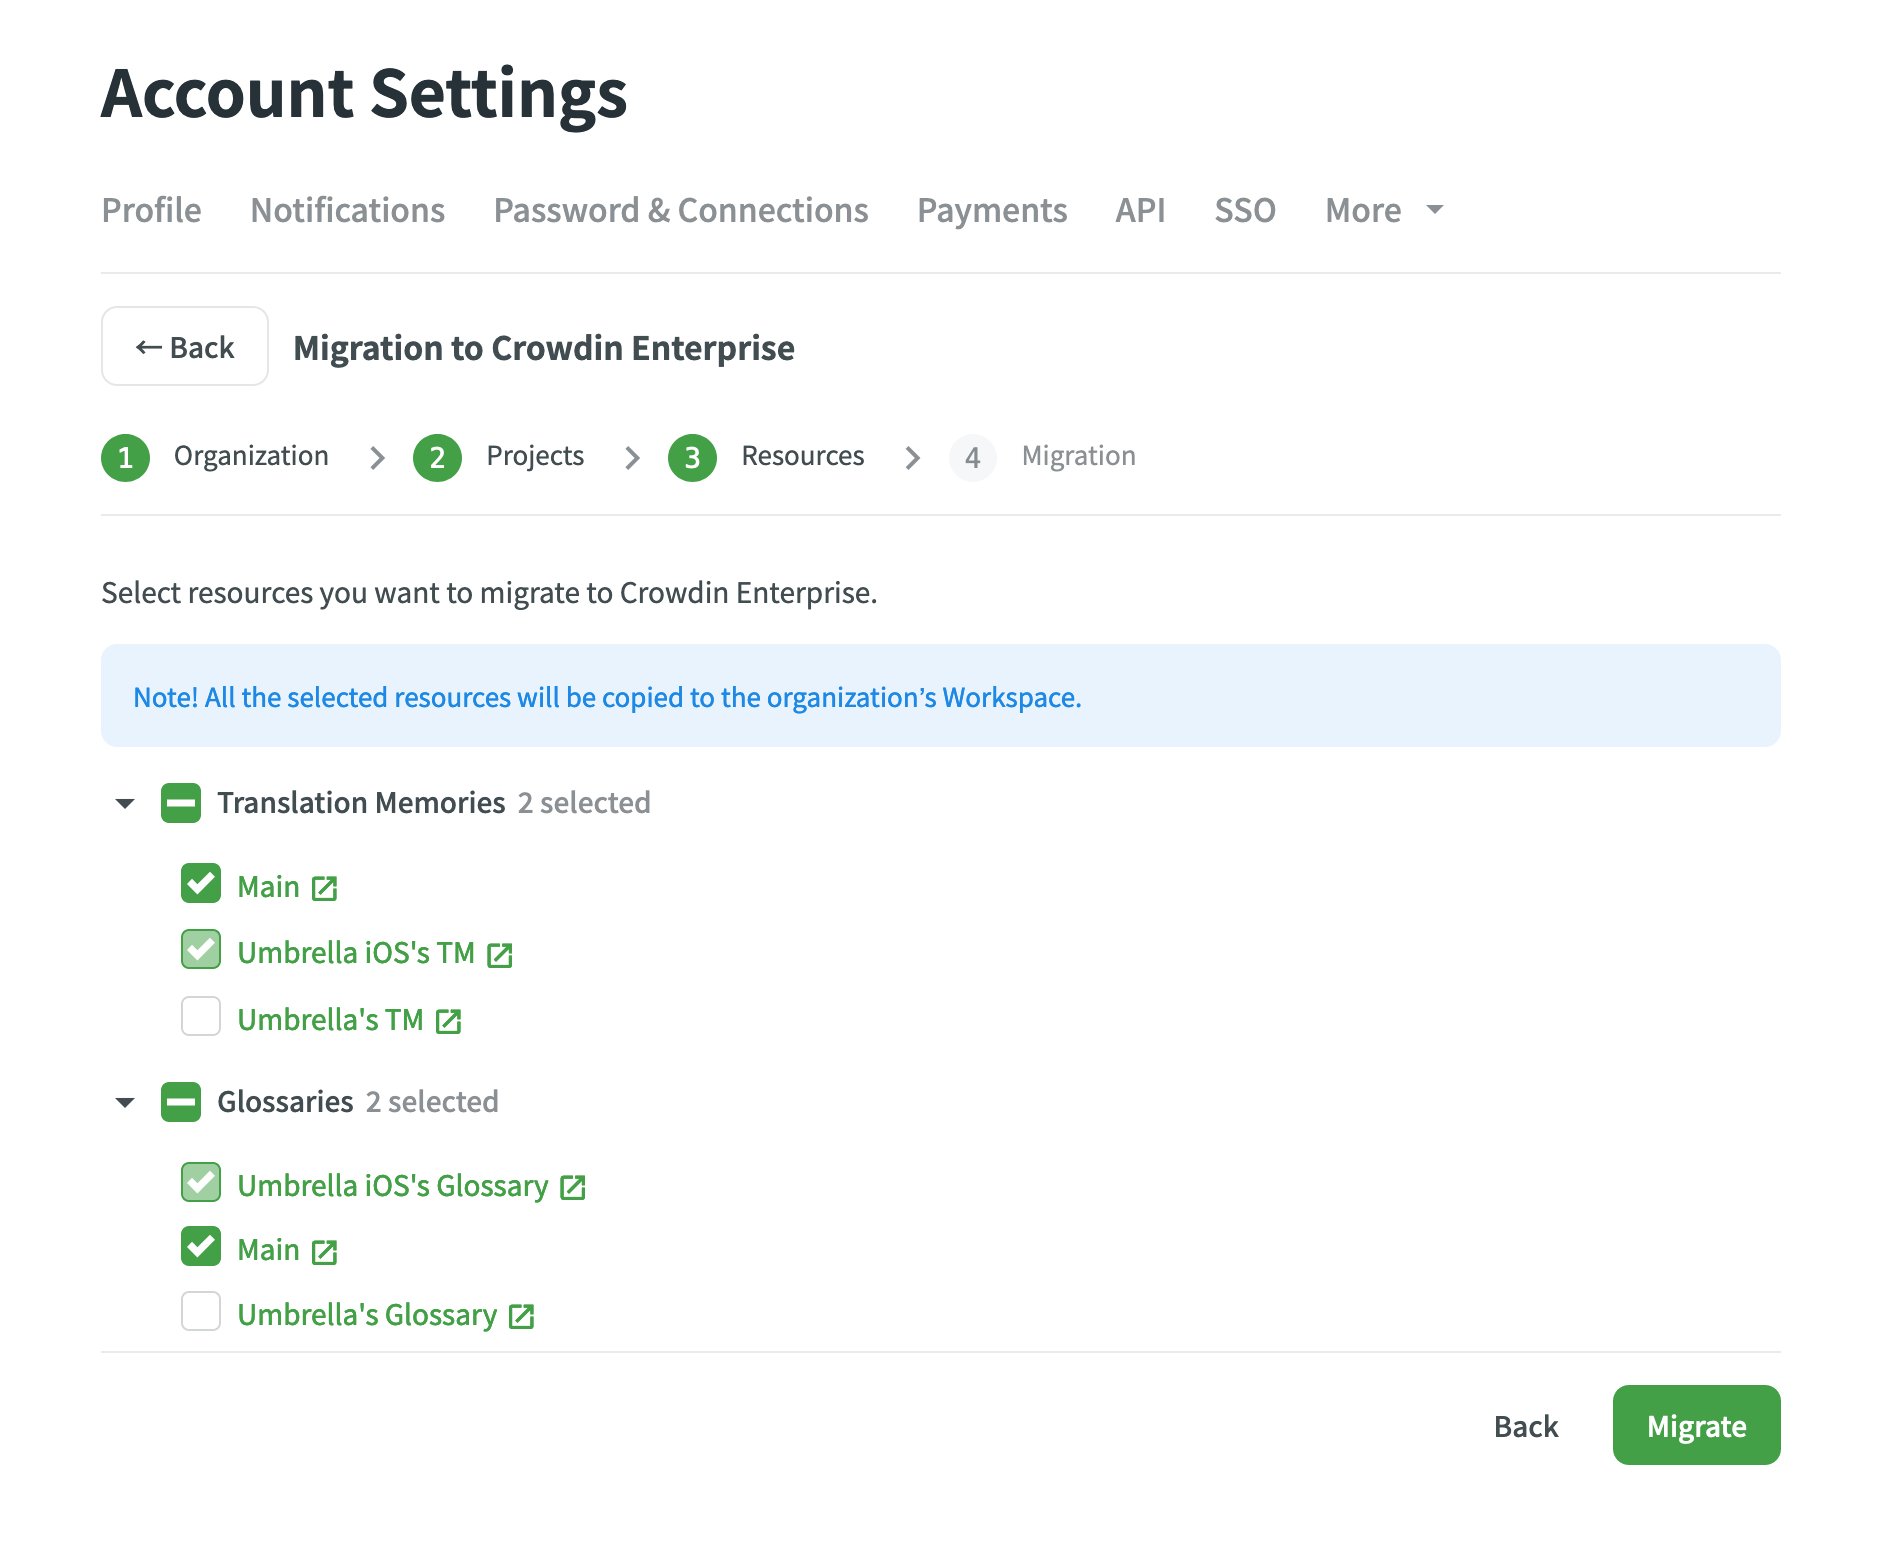 Account Settings
Profile Notifications Password & Connections Payments API SSO More
← Back Migration to Crowdin Enterprise
1 Organization 2 Projects 3 Resources 4 Migration
Select resources you want to migrate to Crowdin Enterprise.
Note! All the selected resources will be copied to the organization’s Workspace.
Translation Memories 2 selected
Main
Umbrella iOS's TM
Umbrella's TM
Glossaries 2 selected
Umbrella iOS's Glossary
Main
Umbrella's Glossary
Back Migrate